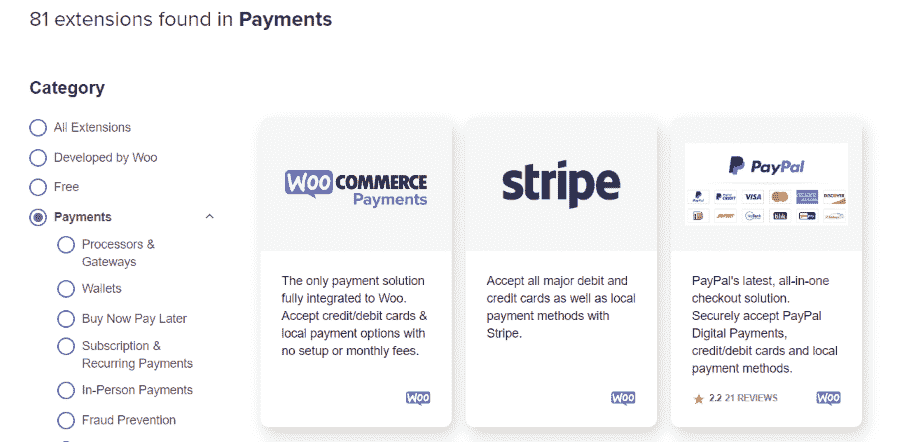 81 extensions found in Payments
Category
All Extensions
Developed by Woo
Free
Payments
Processors &
Gateways
Wallets
Buy Now Pay Later
Subscription &
Recurring Payments
In-Person Payments
Fraud Prevention
WOO COMMERCE
Payments
The only payment solution
fully integrated to Woo.
Accept credit/debit cards &
local payment options with
no setup or monthly fees.
WOO
stripe
Accept all major debit and
credit cards as well as local
payment methods with
Stripe.
WOO
PayPal
VISA
DISCOVER
PayPal's latest, all-in-one
checkout solution.
Securely accept PayPal
Digital Payments,
credit/debit cards and local
payment methods.
2.2 21 REVIEWS
WOO